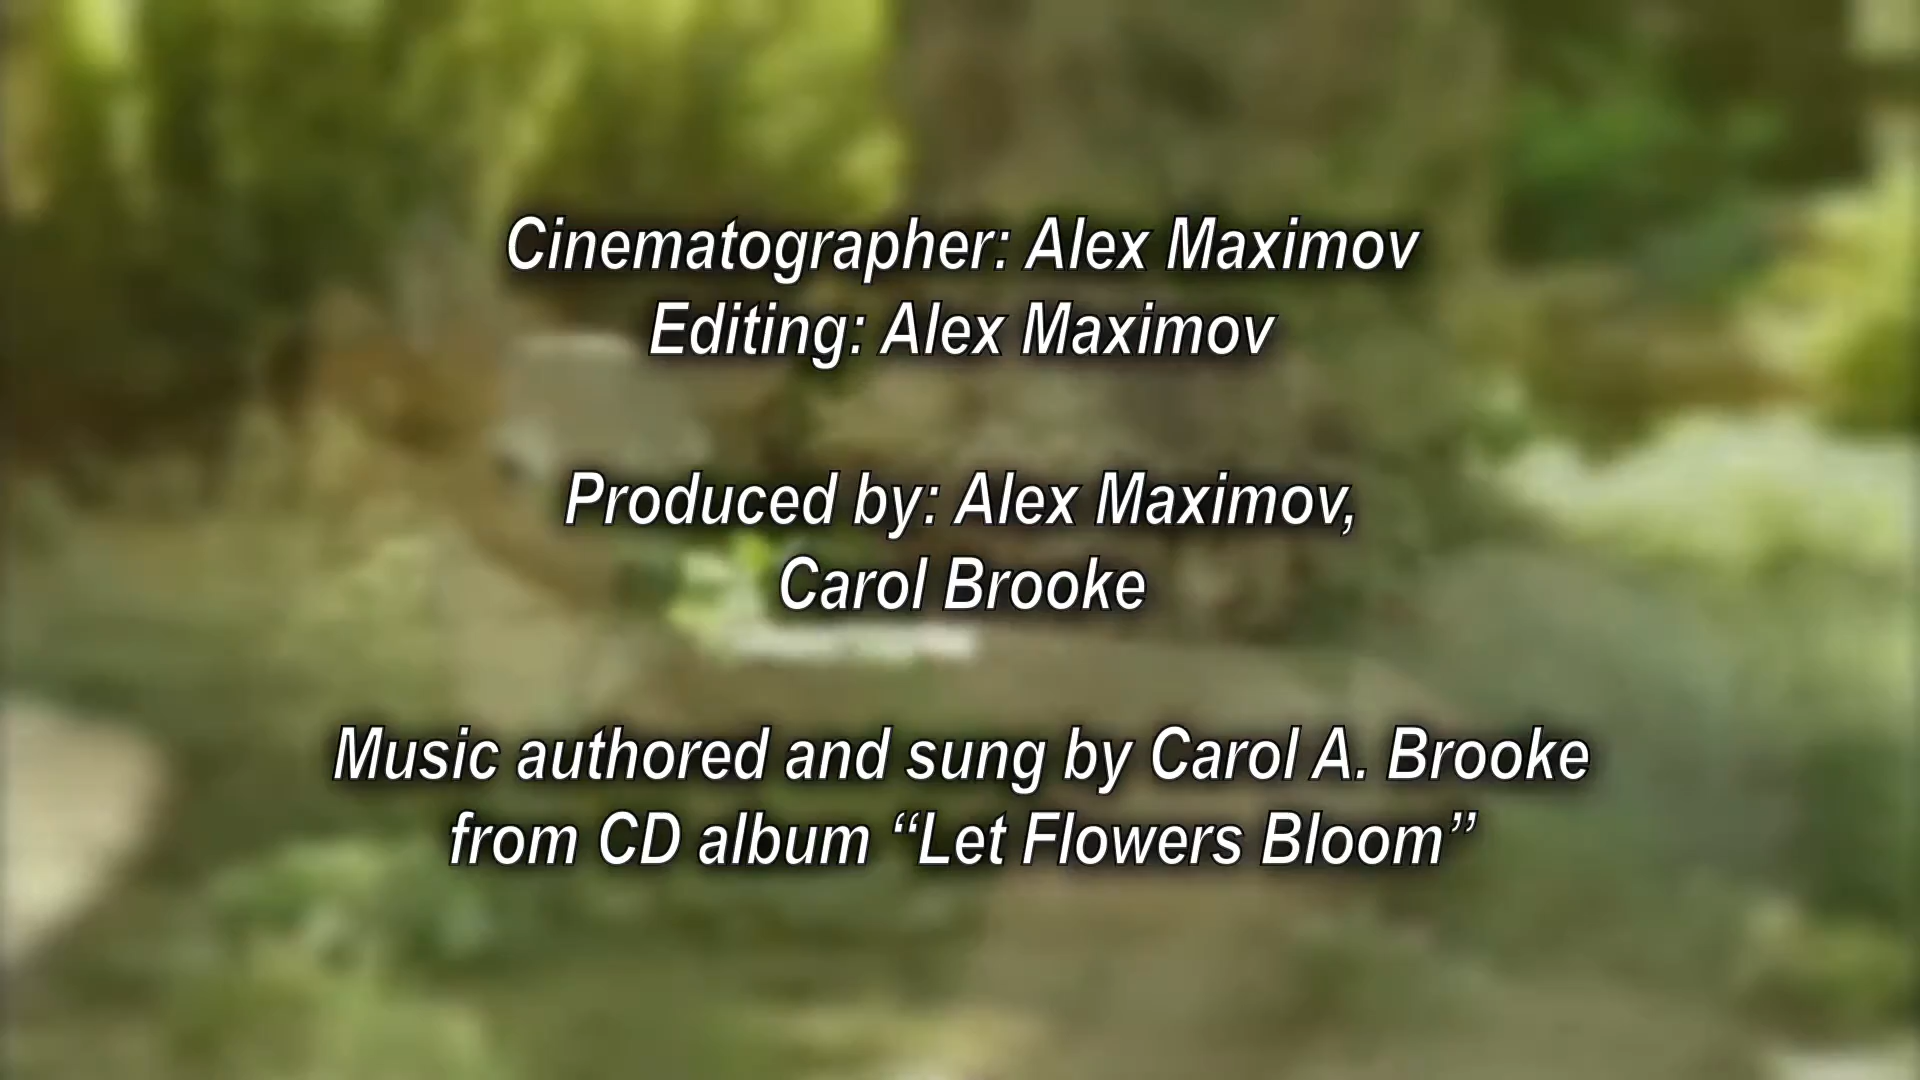 Cinematographer: Alex Maximov
Editing: Alex Maximov
Produced by: Alex Maximov,
Carol Brooke
Music authored and sung by Carol A. Brooke
from CD album “Let Flowers Bloom”